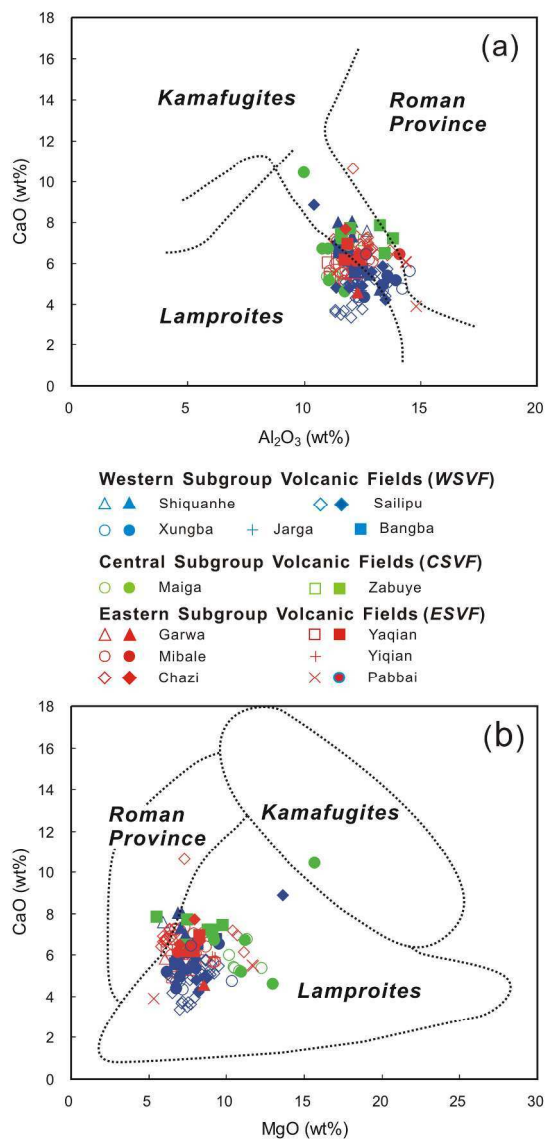 (a)
18
16
14
12
10
8
6
4
2
0
CaO (wt%)
Kamafugites
Roman
Province
Lamproites
0 5 10 15 20
Al₂O₃ (wt%)
Western Subgroup Volcanic Fields (WSVF)
Shiquanhe Sailipu
Xungba Jarga Bangba
Central Subgroup Volcanic Fields (CSVF)
Maiga Zabuye
Eastern Subgroup Volcanic Fields (ESVF)
Garwa Yaqian
Mibale Yiqian
Chazi Pabbai
(b)
18
16
14
12
10
8
6
4
2
0
CaO (wt%)
Roman
Province
Kamafugites
Lamproites
0 5 10 15 20 25 30
MgO (wt%)